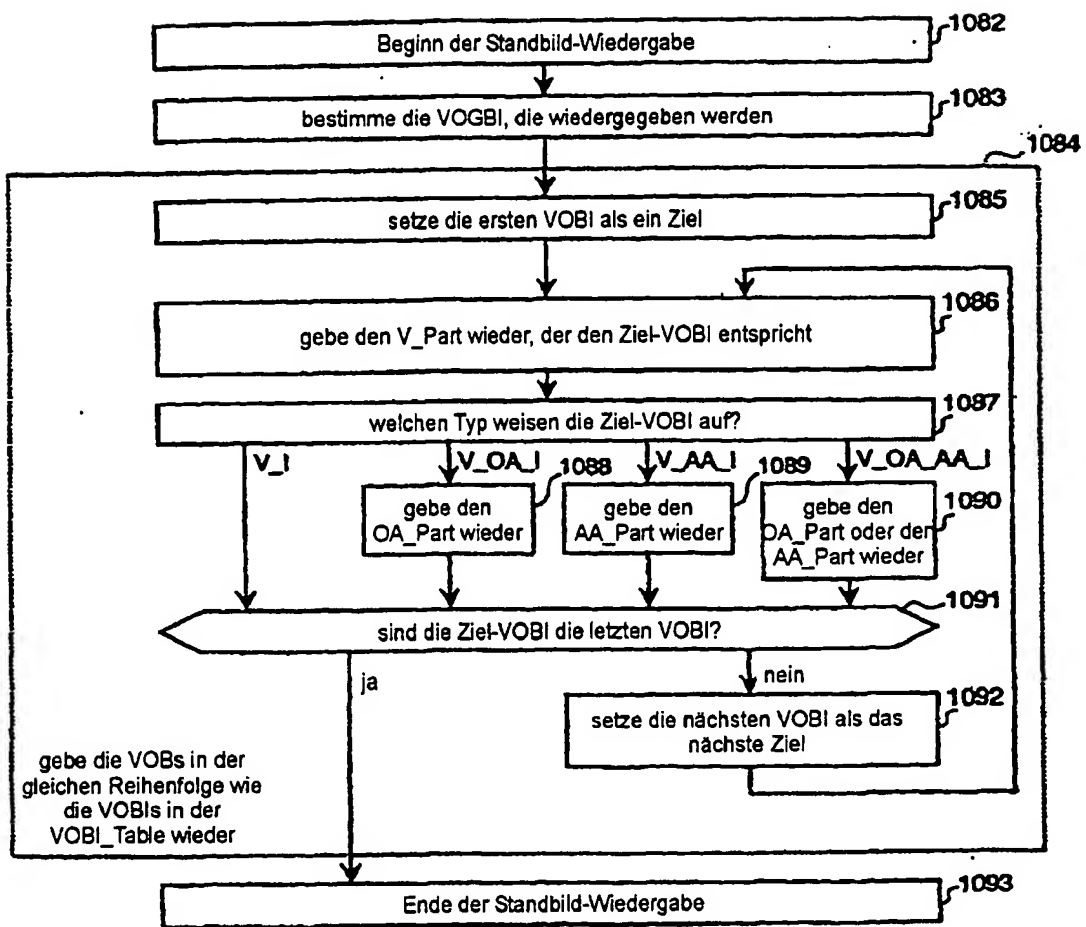 Beginn der Standbild-Wiedergabe
1082
bestimme die VOGBI, die wiedergegeben werden
1083
1084
setze die ersten VOBI als ein Ziel
1085
gebe den V_Part wieder, der den Ziel-VOBI entspricht
1086
welchen Typ weisen die Ziel-VOBI auf?
1087
V_I
V_OA_I
V_AA_I
V_OA_AA_I
1088
gebe den
OA_Part wieder
1089
gebe den
AA_Part wieder
1090
gebe den
OA_Part oder den
AA_Part wieder
1091
sind die Ziel-VOBI die letzten VOBI?
ja
nein
1092
setze die nächsten VOBI als das
nächste Ziel
gebe die VOBs in der
gleichen Reihenfolge wie
die VOBIs in der
VOBI_Table wieder
1093
Ende der Standbild-Wiedergabe